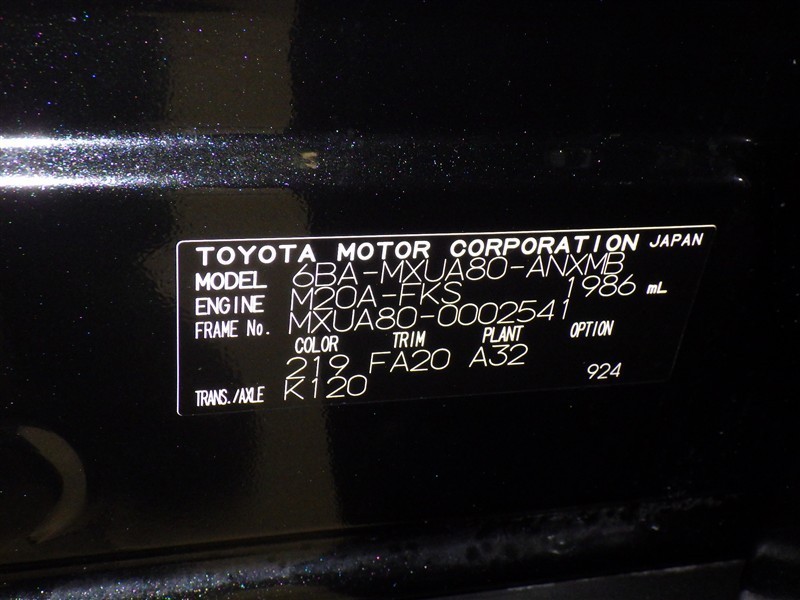 TOYOTA MOTOR CORPORATION JAPAN
MODEL 6BA-MXUA80-ANXMB
ENGINE M20A-FKS 1986 mL
FRAME No. MXUA80-0002541
COLOR TRIM PLANT OPTION
219 FA20 A32
TRANS./AXLE K120 924